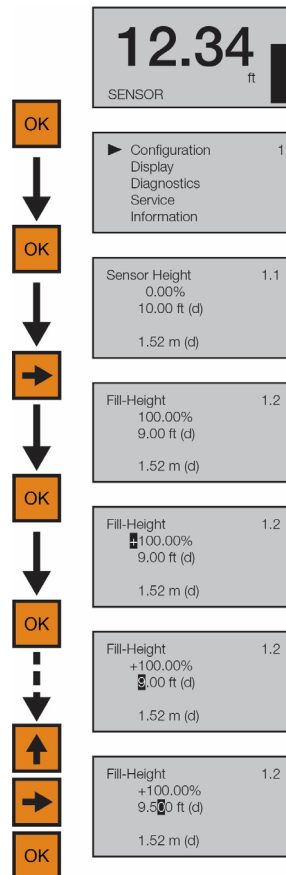 12.34
ft
SENSOR
OK
Configuration 1
Display
Diagnostics
Service
Information
OK
Sensor Height 1.1
0.00%
10.00 ft (d)
1.52 m (d)
Fill-Height 1.2
100.00%
9.00 ft (d)
1.52 m (d)
OK
Fill-Height 1.2
+100.00%
9.00 ft (d)
1.52 m (d)
OK
Fill-Height 1.2
+100.00%
9.00 ft (d)
1.52 m (d)
Fill-Height 1.2
+100.00%
9.500 ft (d)
1.52 m (d)
OK